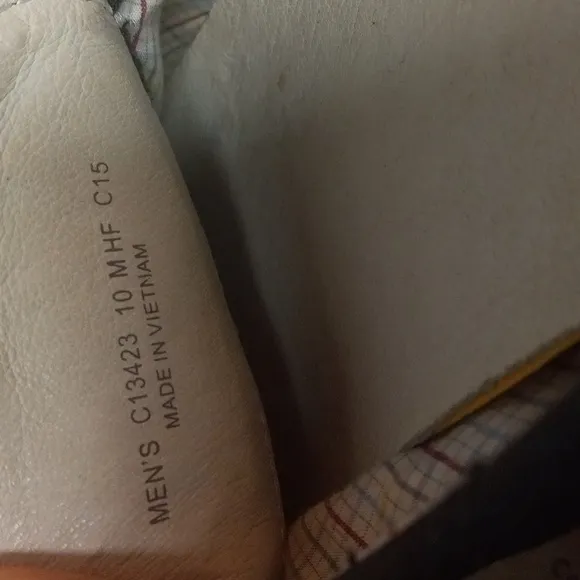 MEN'S C13423 10 M HF C15
MADE IN VIETNAM